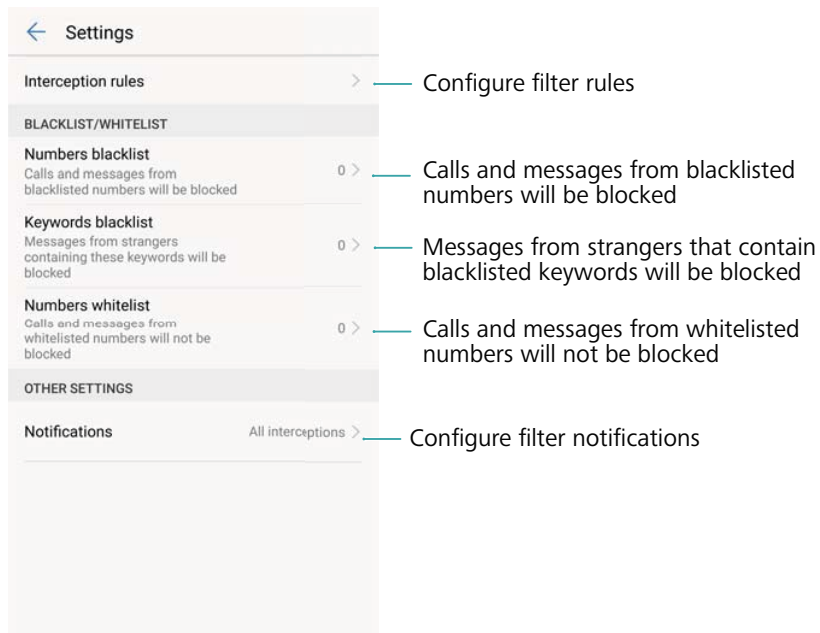 Settings
Interception rules
Configure filter rules
BLACKLIST/WHITELIST
Numbers blacklist
Calls and messages from
blacklisted numbers will be blocked
0
Calls and messages from blacklisted
numbers will be blocked
Keywords blacklist
Messages from strangers
containing these keywords will be
blocked
0
Messages from strangers that contain
blacklisted keywords will be blocked
Numbers whitelist
Calls and messages from
whitelisted numbers will not be
blocked
0
Calls and messages from whitelisted
numbers will not be blocked
OTHER SETTINGS
Notifications
All interceptions
Configure filter notifications